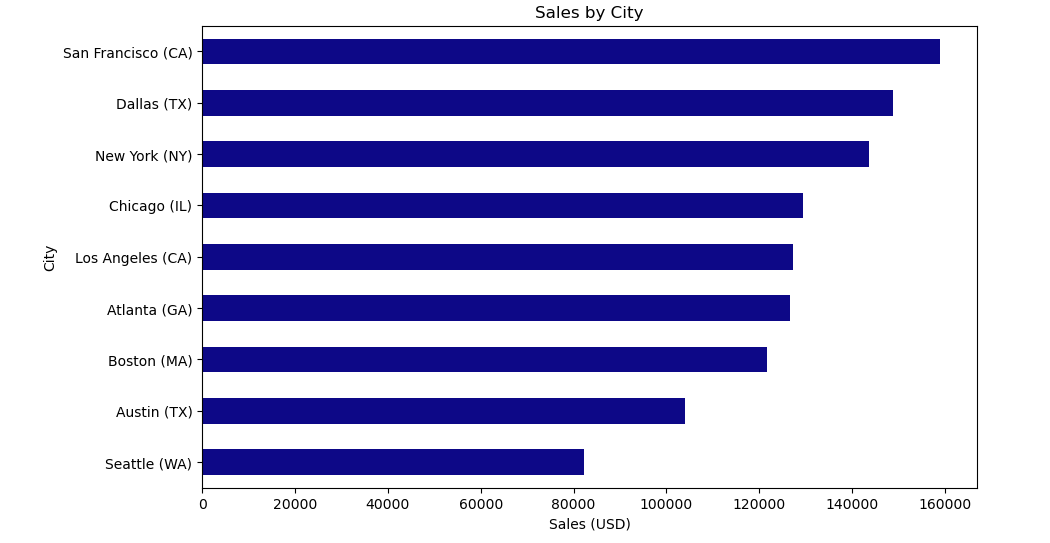 Sales by City
San Francisco (CA)
Dallas (TX)
New York (NY)
Chicago (IL)
Los Angeles (CA)
Atlanta (GA)
Boston (MA)
Austin (TX)
Seattle (WA)
City
0 20000 40000 60000 80000 100000 120000 140000 160000
Sales (USD)